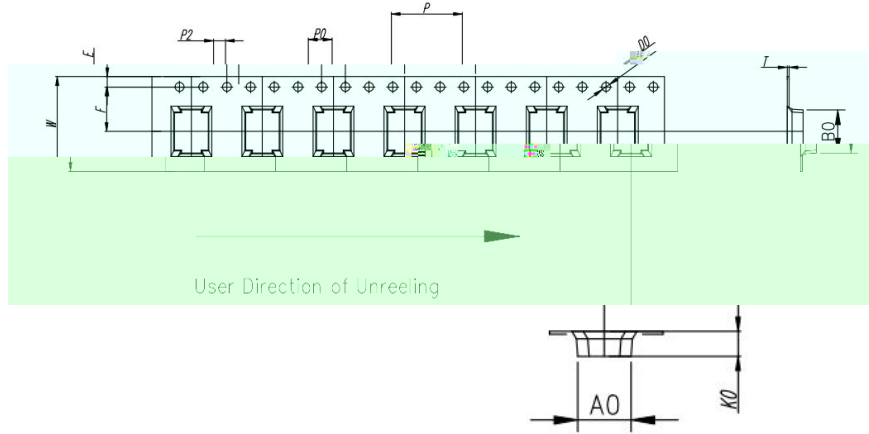 P
P2
P0
D0
E
T
F
W
B0
User Direction of Unreeling
K0
A0